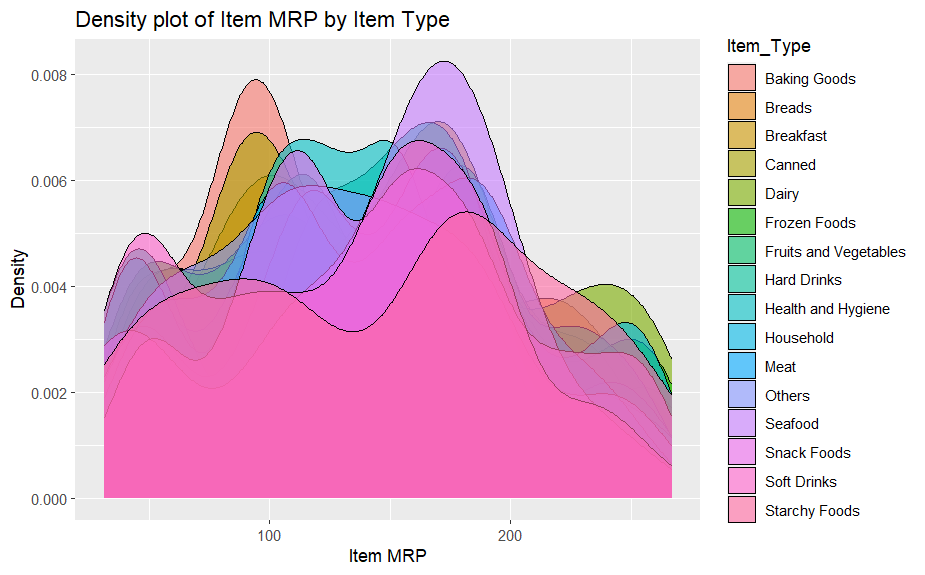 Density plot of Item MRP by Item Type
Density
0.008
0.006
0.004
0.002
0.000
100
200
Item MRP
Item_Type
Baking Goods
Breads
Breakfast
Canned
Dairy
Frozen Foods
Fruits and Vegetables
Hard Drinks
Health and Hygiene
Household
Meat
Others
Seafood
Snack Foods
Soft Drinks
Starchy Foods